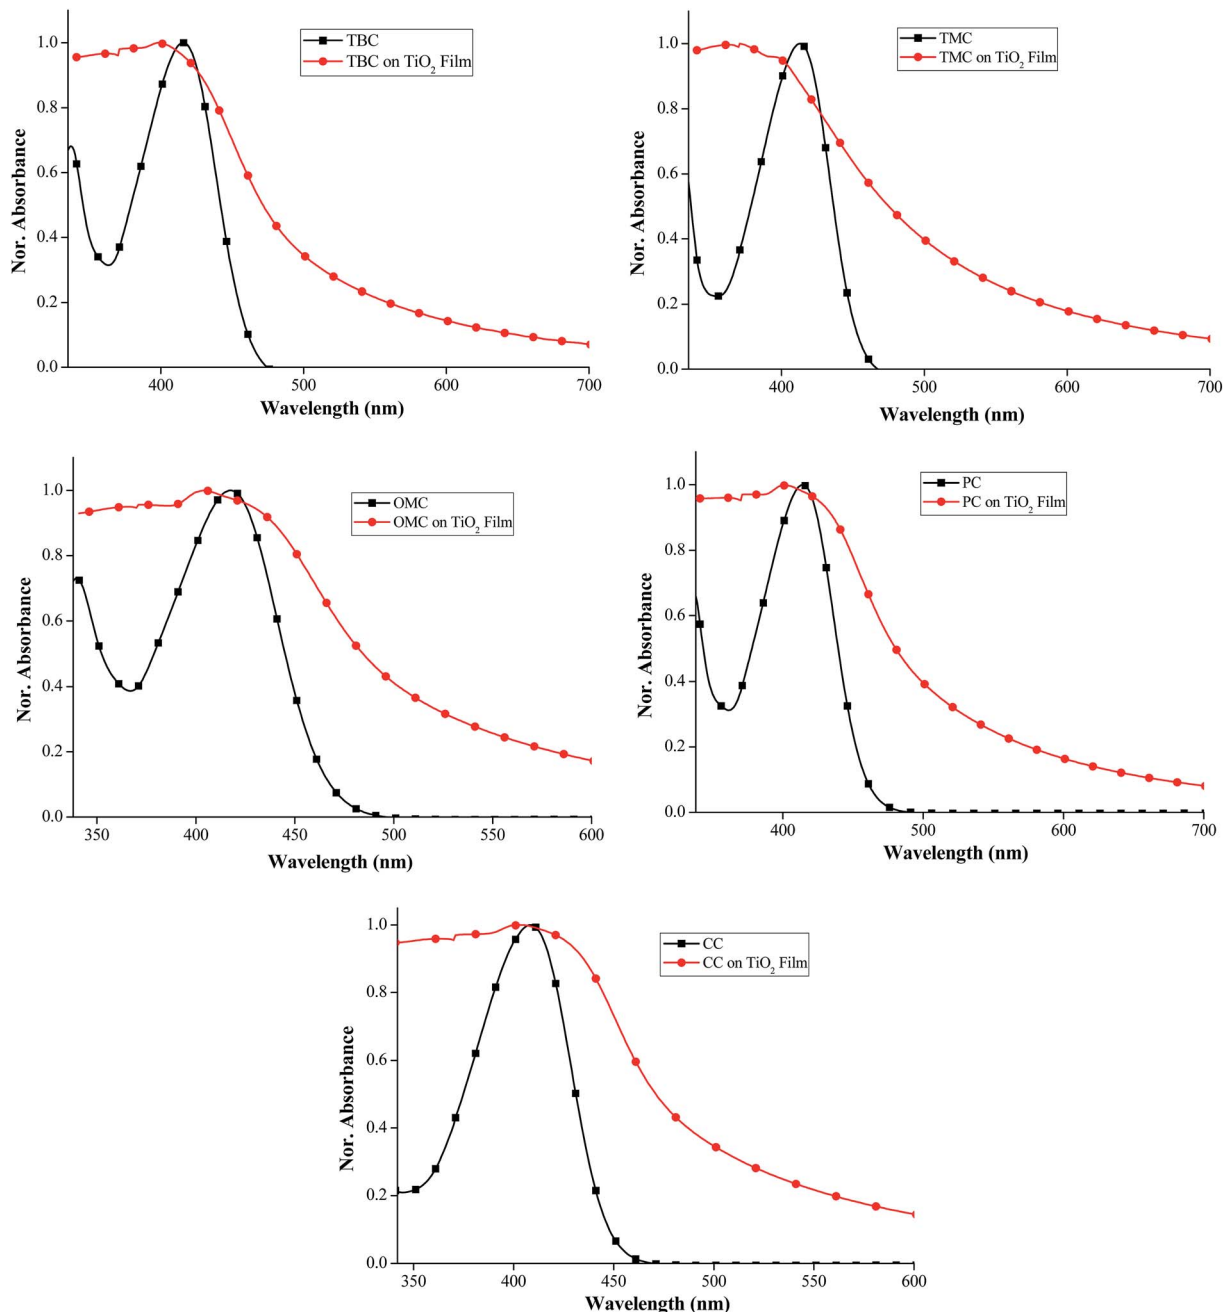 TBC
TBC on TiO2 Film
1.0
0.8
0.6
0.4
0.2
0.0
Nor. Absorbance
400
500
600
700
Wavelength (nm)
TMC
TMC on TiO2 Film
1.0
0.8
0.6
0.4
0.2
0.0
Nor. Absorbance
400
500
600
700
Wavelength (nm)
OMC
OMC on TiO2 Film
1.0
0.8
0.6
0.4
0.2
0.0
Nor. Absorbance
350
400
450
500
550
600
Wavelength (nm)
PC
PC on TiO2 Film
1.0
0.8
0.6
0.4
0.2
0.0
Nor. Absorbance
400
500
600
700
Wavelength (nm)
CC
CC on TiO2 Film
1.0
0.8
0.6
0.4
0.2
0.0
Nor. Absorbance
350
400
450
500
550
600
Wavelength (nm)